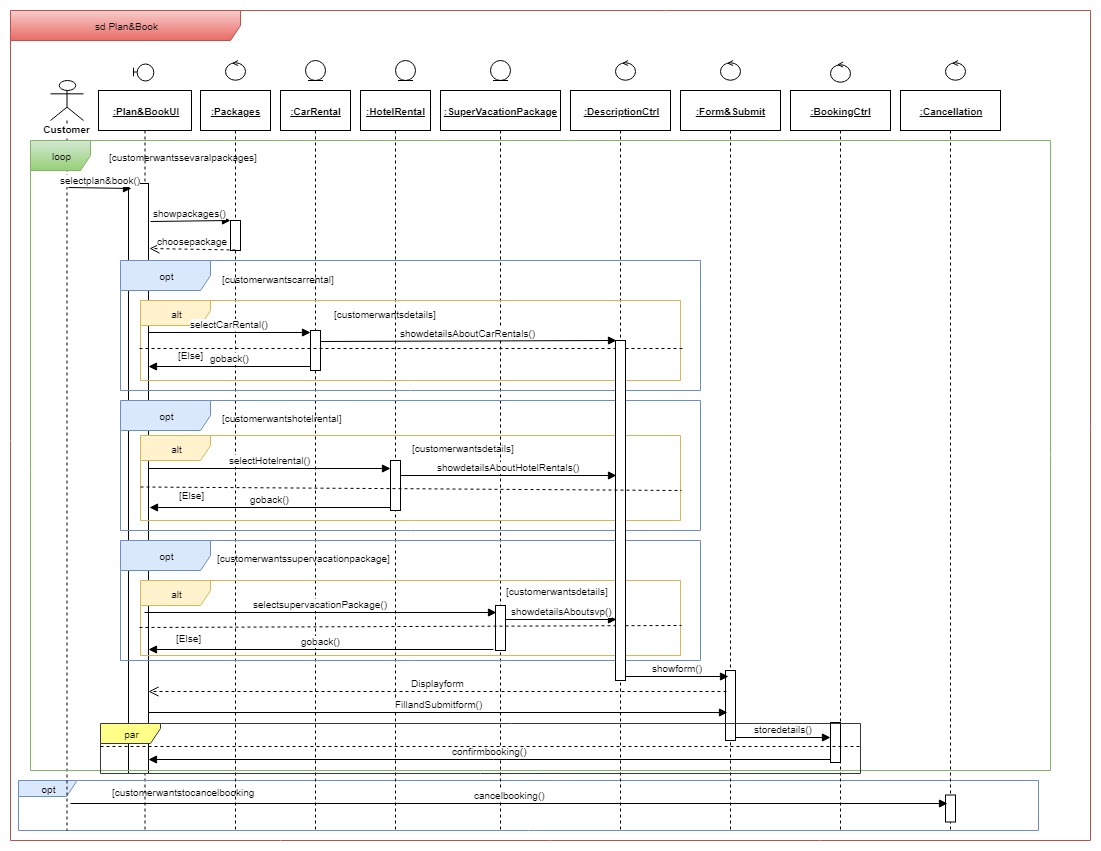 sd Plan&Book
Customer
:Plan&BookUI
:Packages
:CarRental
:HotelRental
:SuperVacationPackage
:DescriptionCtrl
:Form&Submit
:BookingCtrl
:Cancellation
loop
[customerwantssevaralpackages]
selectplan&book()
showpackages()
choosepackage
opt
[customerwantscarrental]
alt
[customerwantsdetails]
selectCarRental()
showdetailsAboutCarRentals()
[Else]
goback()
opt
[customerwantshotelrental]
alt
[customerwantsdetails]
selectHotelrental()
showdetailsAboutHotelRentals()
[Else]
goback()
opt
[customerwantssupervacationpackage]
alt
[customerwantsdetails]
selectsupervacationPackage()
showdetailsAboutsvp()
[Else]
goback()
showform()
Displayform
FillandSubmitform()
par
storedetails()
confirmbooking()
opt
[customerwantstocancelbooking
cancelbooking()